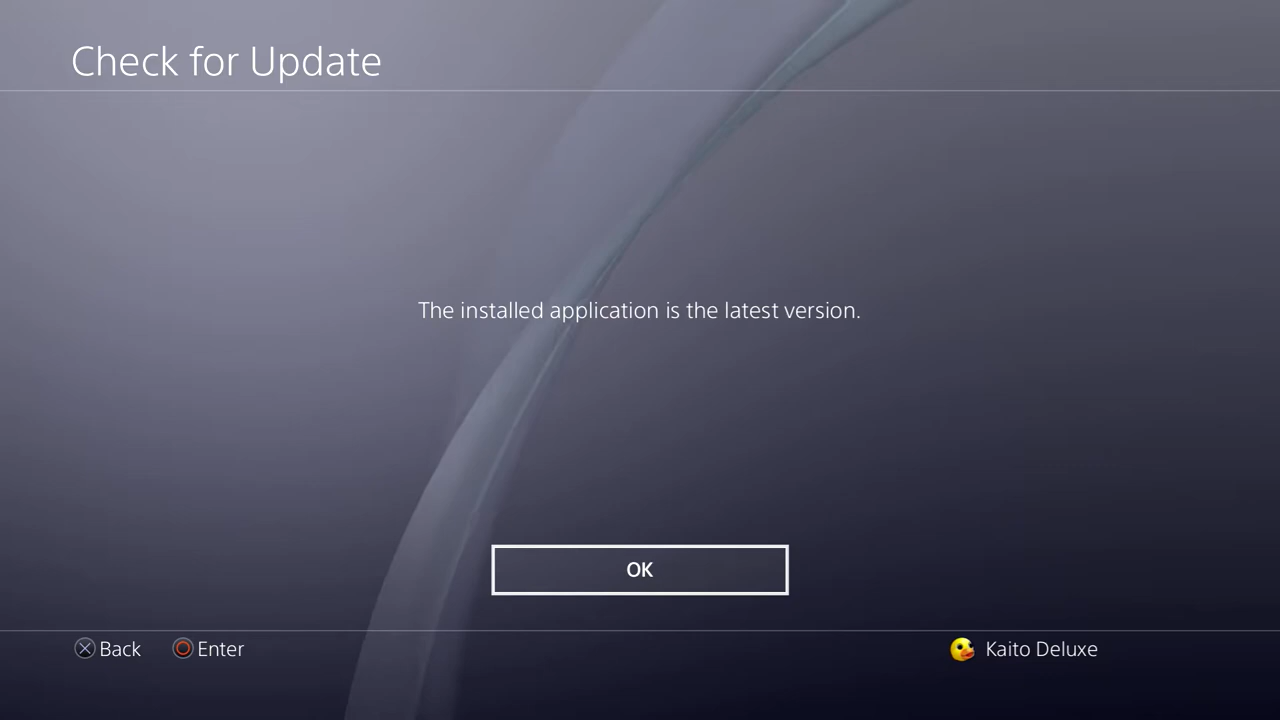 Check for Update
The installed application is the latest version.
OK
Back
Enter
Kaito Deluxe